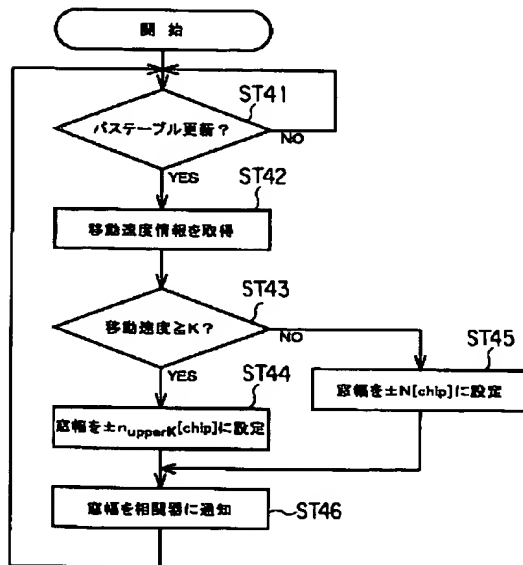 開 始
ST41
パステーブル更新？
NO
YES
ST42
移動速度情報を取得
ST43
移動速度≧K？
NO
YES
ST45
ST44
窓幅を±N[chip]に設定
窓幅を±nupperK[chip]に設定
窓幅を相関器に通知
ST46